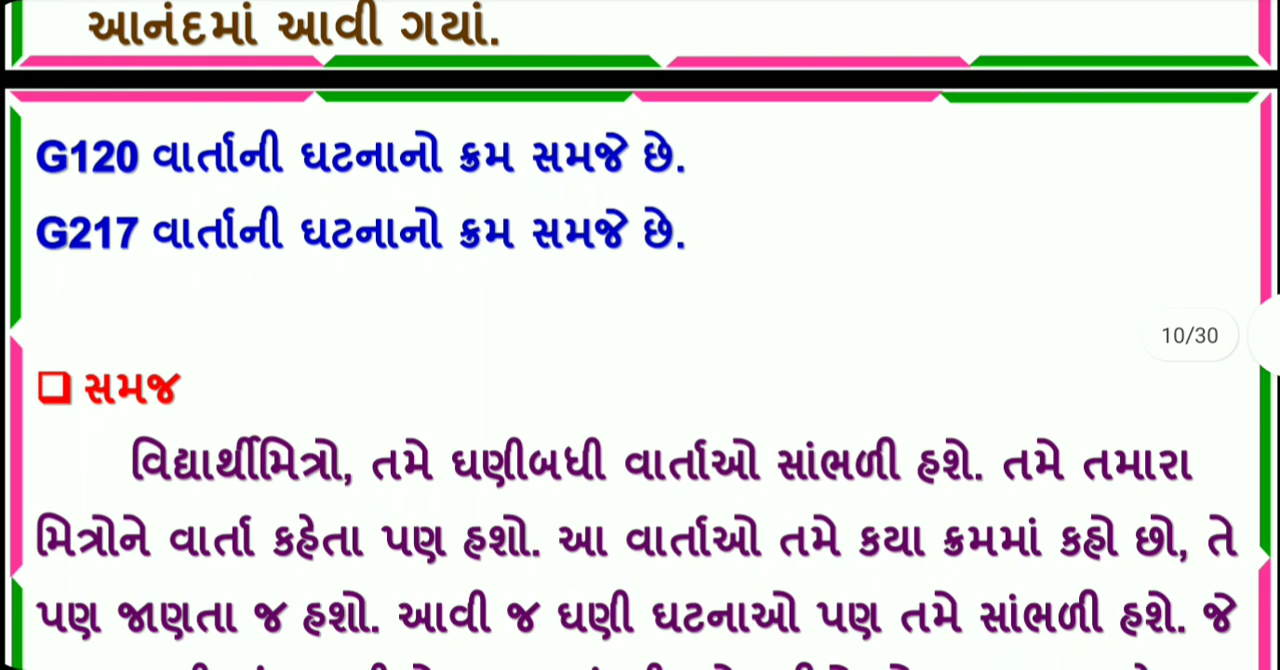 આનંદમાં આવી ગયાં.
G120 વાર્તાની ઘટનાનો ક્રમ સમજે છે.
G217 વાર્તાની ઘટનાનો ક્રમ સમજે છે.
10/30
❑ સમજ
વિદ્યાર્થીમિત્રો, તમે ઘણીબધી વાર્તાઓ સાંભળી હશે. તમે તમારા
મિત્રોને વાર્તા કહેતા પણ હશો. આ વાર્તાઓ તમે કયા ક્રમમાં કહો છો, તે
પણ જાણતા જ હશો. આવી જ ઘણી ઘટનાઓ પણ તમે સાંભળી હશે. જે